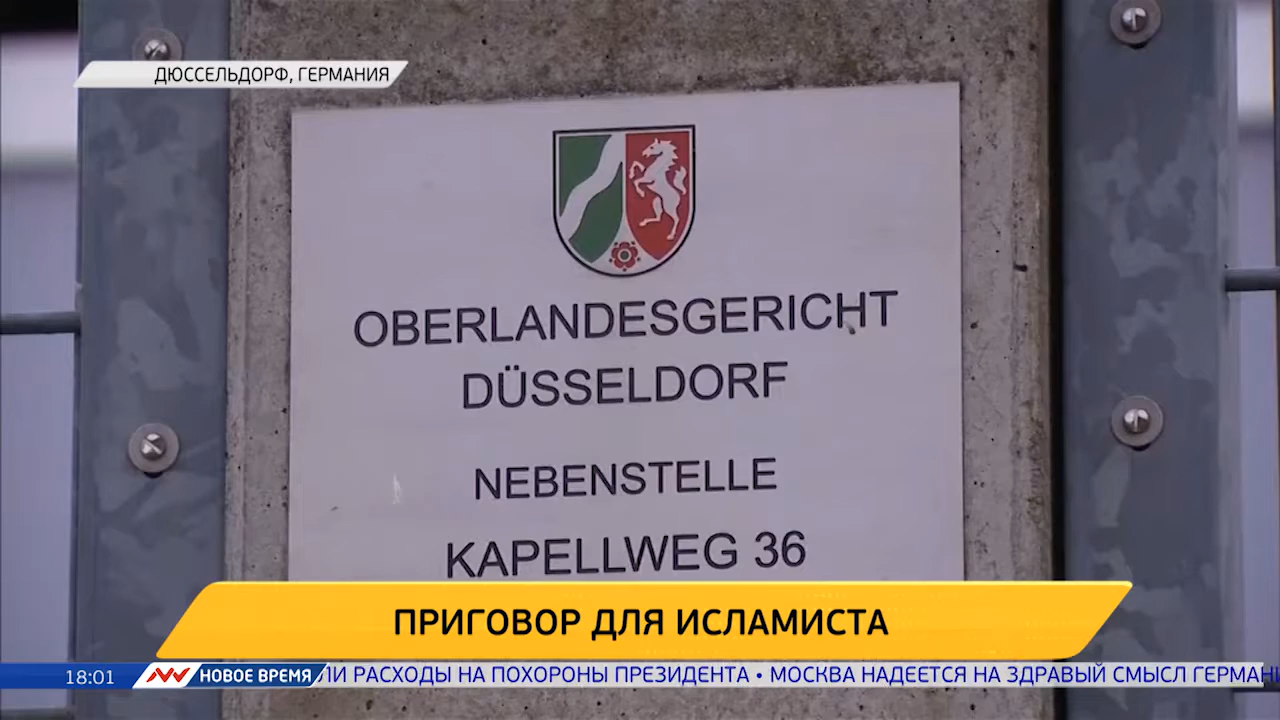 ДЮССЕЛЬДОРФ, ГЕРМАНИЯ
OBERLANDESGERICHT
DÜSSELDORF
NEBENSTELLE
KAPELLWEG 36
ПРИГОВОР ДЛЯ ИСЛАМИСТА
18:01 НОВОЕ ВРЕМЯ РАСХОДЫ НА ПОХОРОНЫ ПРЕЗИДЕНТА • МОСКВА НАДЕЕТСЯ НА ЗДРАВЫЙ СМЫСЛ